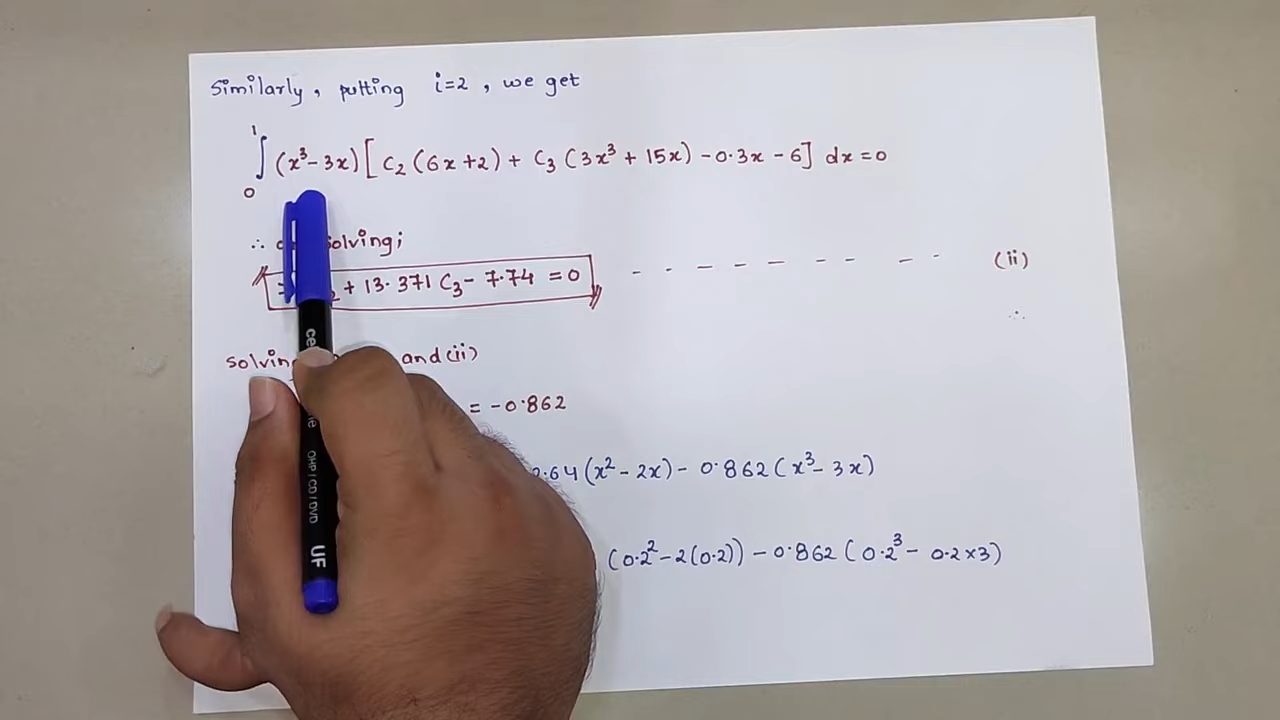 Similarly, putting i=2, we get
∫₀¹ (x³ - 3x) [ C₂ (6x+2) + C₃ (3x³ + 15x) - 0.3x - 6 ] dx = 0
∴ solving;
+ 13.371 C₃ - 7.74 = 0 - - - - - - - - (ii)
and (ii)
= -0.862
2.64 (x² - 2x) - 0.862 (x³ - 3x)
(0.2² - 2(0.2)) - 0.862 (0.2³ - 0.2×3)
OHP/CD/DVD
UF